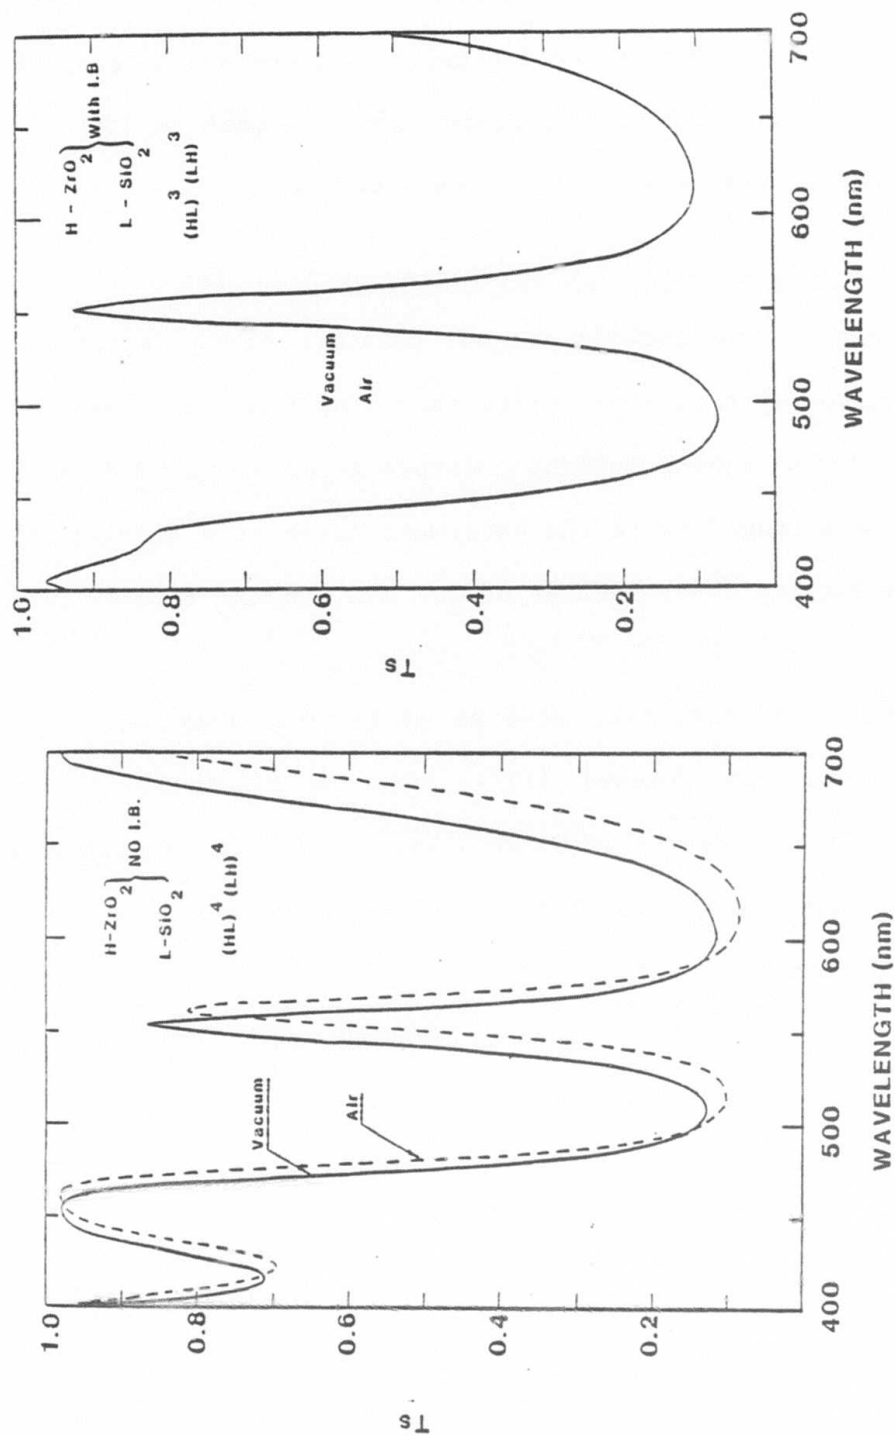 H-ZrO2} NO I.B.
L-SiO2
(HL)^4 (LH)^4
Vacuum
Air
Ts
1.0
0.8
0.6
0.4
0.2
400
500
600
700
WAVELENGTH (nm)
H - ZrO2} With I.B
L - SiO2
(HL)^3 (LH)^3
Vacuum
Air
Ts
1.0
0.8
0.6
0.4
0.2
400
500
600
700
WAVELENGTH (nm)